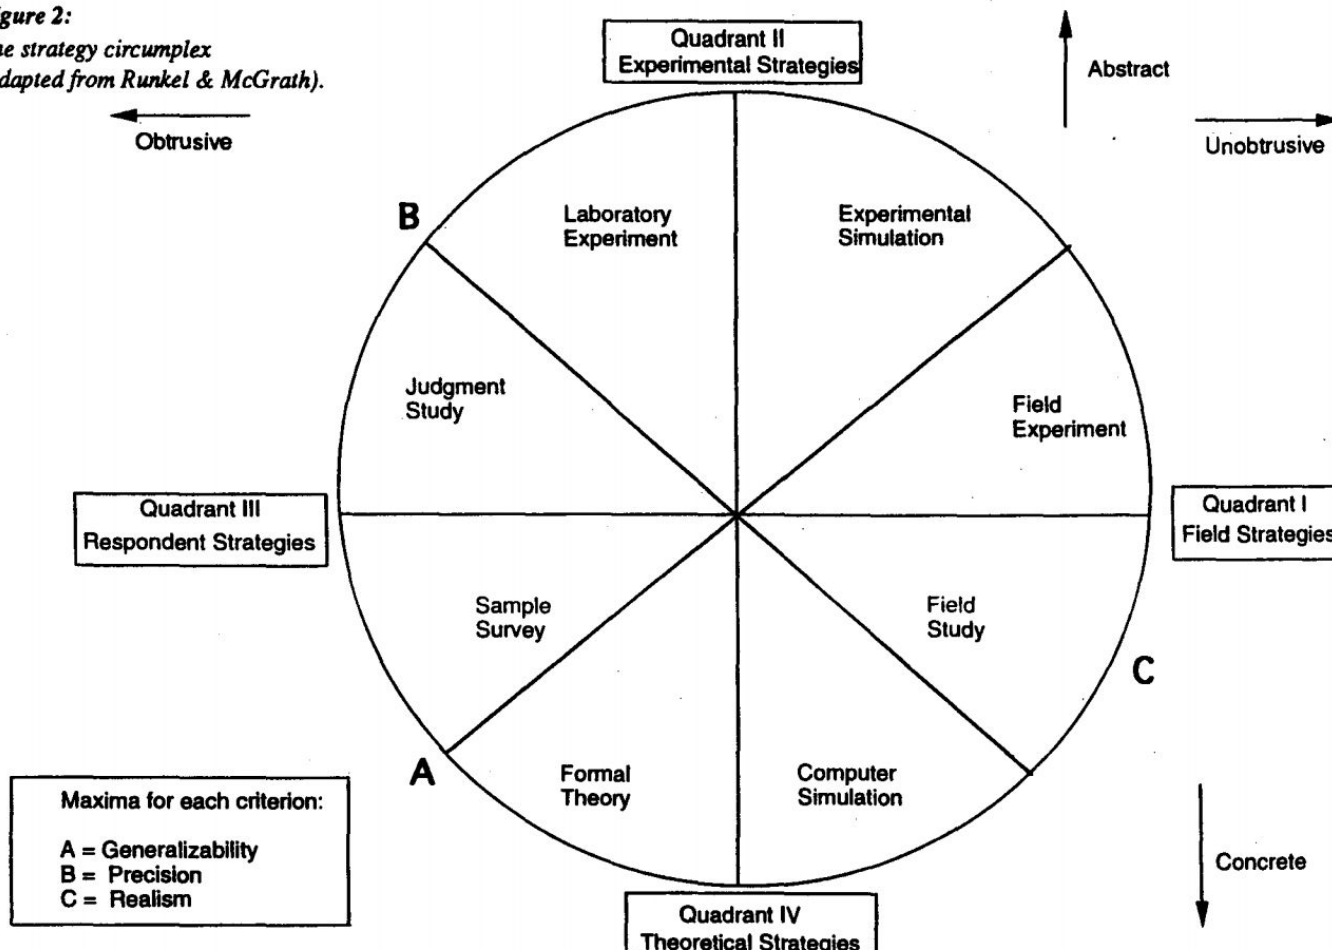 igure 2:
he strategy circumplex
dapted from Runkel & McGrath).
Obtrusive
Quadrant II
Experimental Strategies
Abstract
Unobtrusive
B
Laboratory
Experiment
Experimental
Simulation
Judgment
Study
Field
Experiment
Quadrant III
Respondent Strategies
Quadrant I
Field Strategies
Sample
Survey
Field
Study
C
A
Formal
Theory
Computer
Simulation
Maxima for each criterion:
A = Generalizability
B = Precision
C = Realism
Concrete
Quadrant IV
Theoretical Strategies